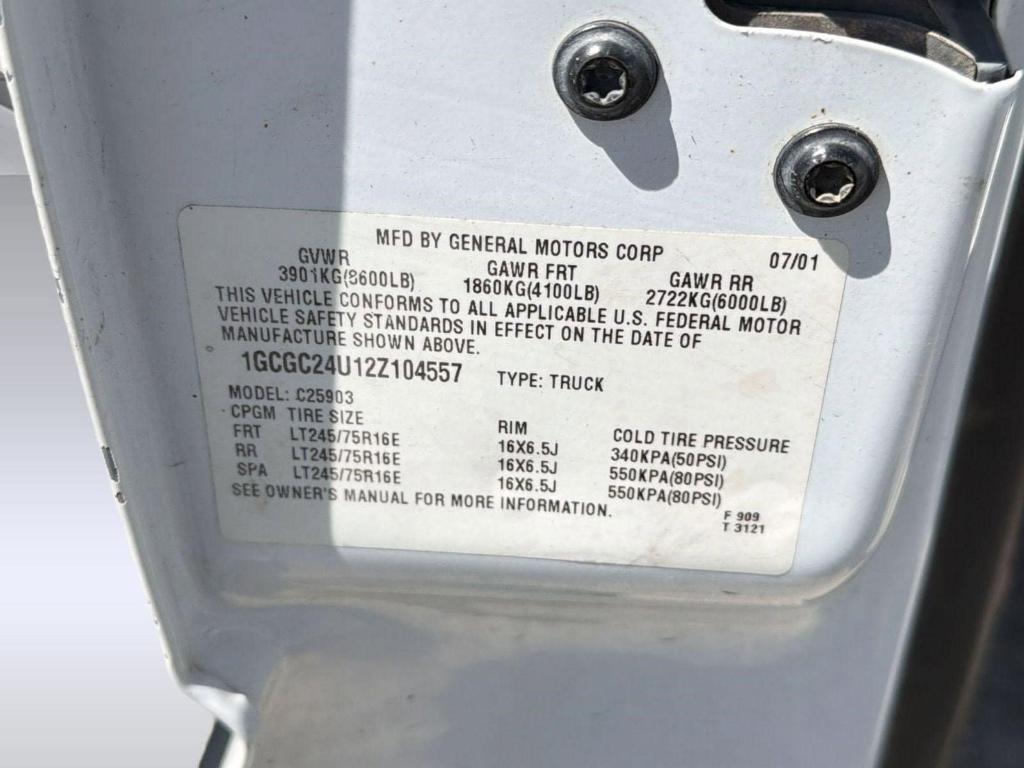 MFD BY GENERAL MOTORS CORP 07/01
GVWR GAWR FRT GAWR RR
3901KG(8600LB) 1860KG(4100LB) 2722KG(6000LB)
THIS VEHICLE CONFORMS TO ALL APPLICABLE U.S. FEDERAL MOTOR
VEHICLE SAFETY STANDARDS IN EFFECT ON THE DATE OF
MANUFACTURE SHOWN ABOVE.
1GCGC24U12Z104557 TYPE: TRUCK
MODEL: C25903
CPGM TIRE SIZE RIM COLD TIRE PRESSURE
FRT LT245/75R16E 16X6.5J 340KPA(50PSI)
RR LT245/75R16E 16X6.5J 550KPA(80PSI)
SPA LT245/75R16E 16X6.5J 550KPA(80PSI)
SEE OWNER'S MANUAL FOR MORE INFORMATION.
F 909
T 3121